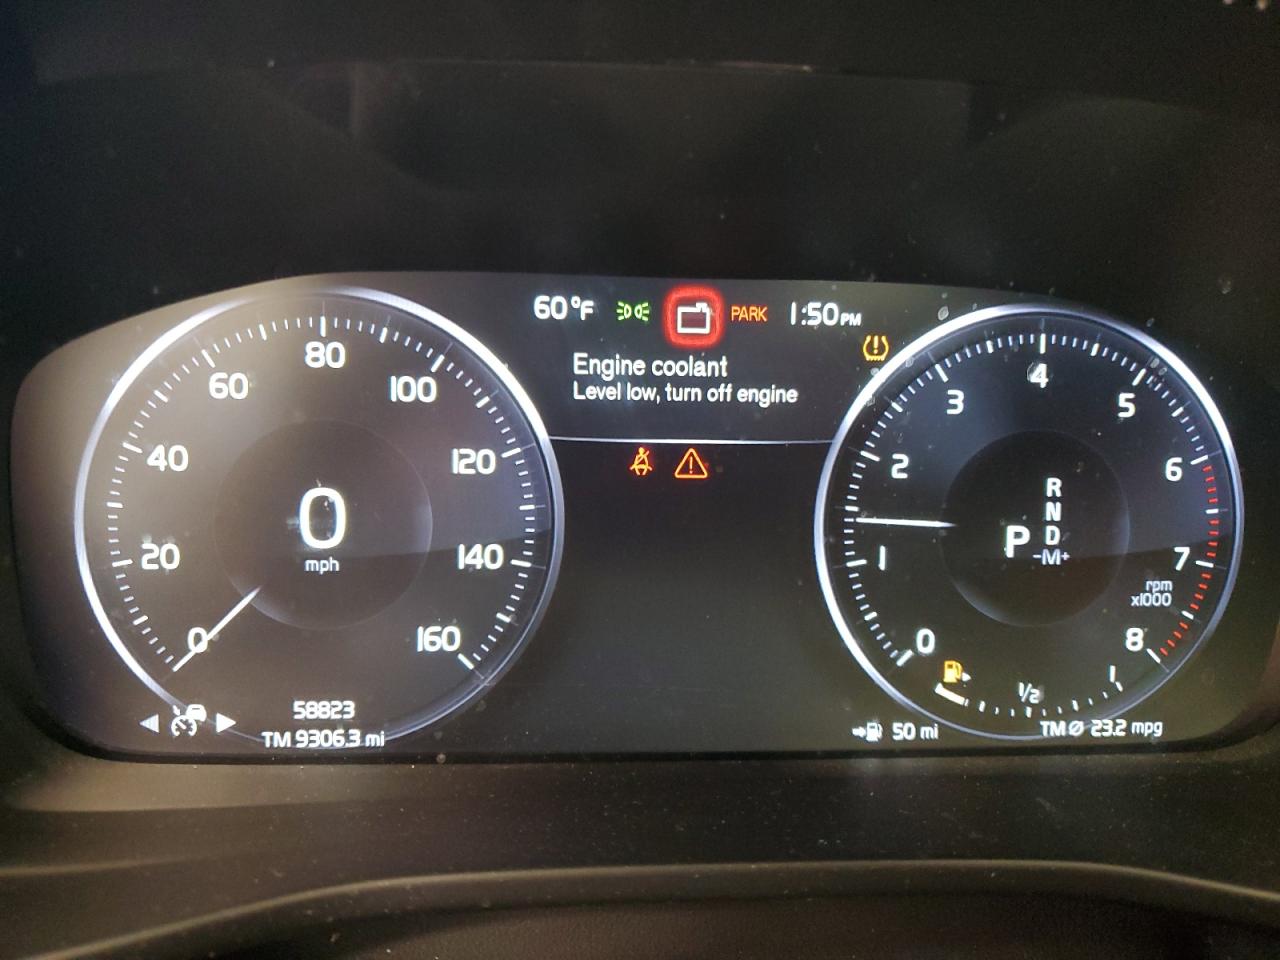 60°F PARK 1:50PM
Engine coolant
Level low, turn off engine
0
20
40
60
80
100
120
140
160
0
mph
58823
TM 9306.3 mi
0
1
2
3
4
5
6
7
8
rpm
x1000
R
N
P D
-M+
1/2
1
50 mi
TM Ø 23.2 mpg